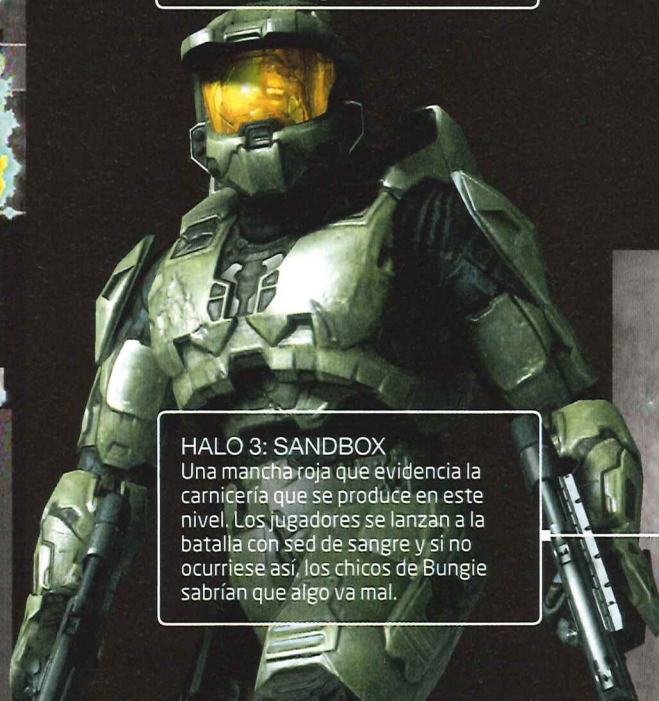 HALO 3: SANDBOX
Una mancha roja que evidencia la
carnicería que se produce en este
nivel. Los jugadores se lanzan a la
batalla con sed de sangre y si no
ocurriese así, los chicos de Bungie
sabrían que algo va mal.